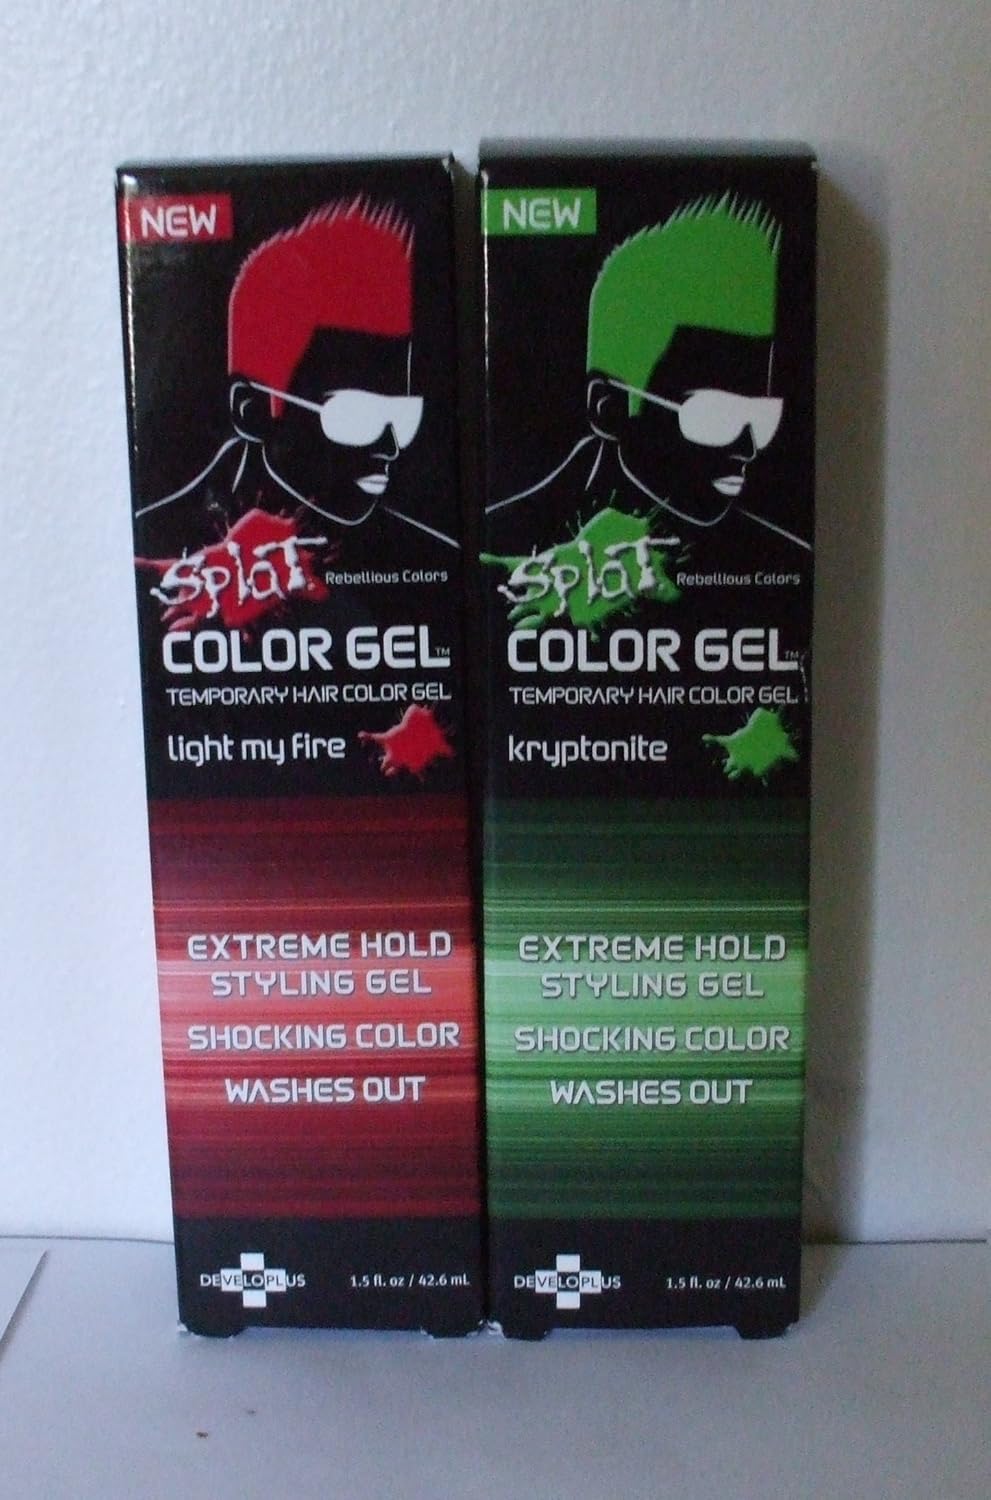 NEW
Splat Rebellious Colors
COLOR GEL™
TEMPORARY HAIR COLOR GEL
light my fire
EXTREME HOLD
STYLING GEL
SHOCKING COLOR
WASHES OUT
DEVELOPLUS 1.5 fl. oz / 42.6 mL
NEW
Splat Rebellious Colors
COLOR GEL™
TEMPORARY HAIR COLOR GEL
kryptonite
EXTREME HOLD
STYLING GEL
SHOCKING COLOR
WASHES OUT
DEVELOPLUS 1.5 fl. oz / 42.6 mL